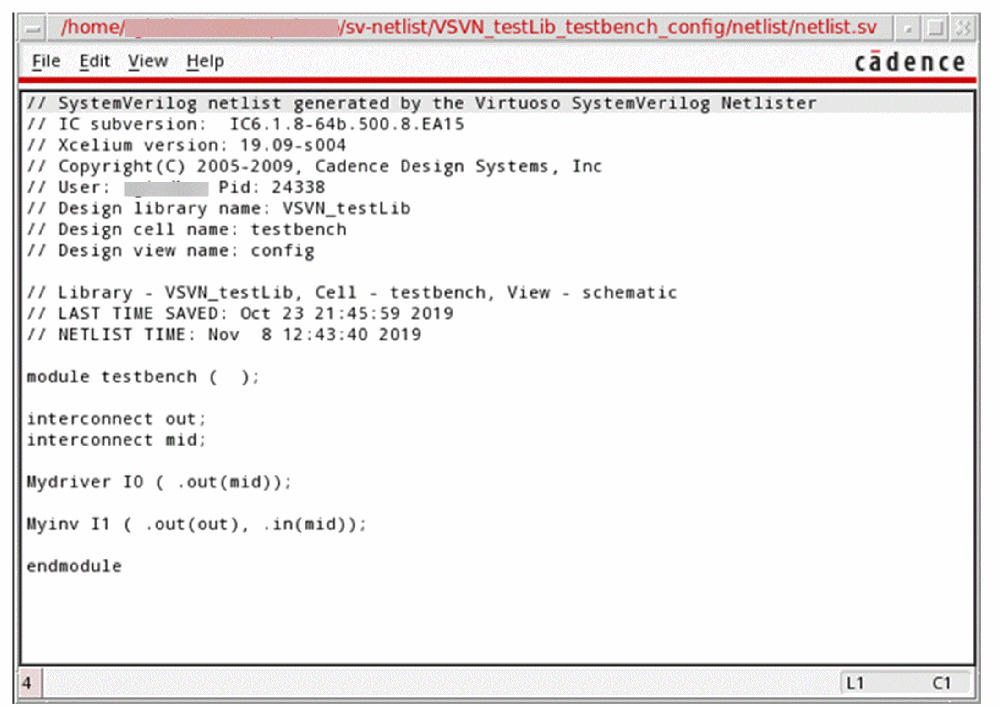 /home/ /sv-netlist/VSVN_testLib_testbench_config/netlist/netlist.sv
File Edit View Help cādence
// SystemVerilog netlist generated by the Virtuoso SystemVerilog Netlister
// IC subversion:  IC6.1.8-64b.500.8.EA15
// Xcelium version: 19.09-s004
// Copyright(C) 2005-2009, Cadence Design Systems, Inc
// User: Pid: 24338
// Design library name: VSVN_testLib
// Design cell name: testbench
// Design view name: config
// Library - VSVN_testLib, Cell - testbench, View - schematic
// LAST TIME SAVED: Oct 23 21:45:59 2019
// NETLIST TIME: Nov  8 12:43:40 2019
module testbench (  );
interconnect out;
interconnect mid;
Mydriver I0 ( .out(mid));
Myinv I1 ( .out(out), .in(mid));
endmodule
4 L1 C1